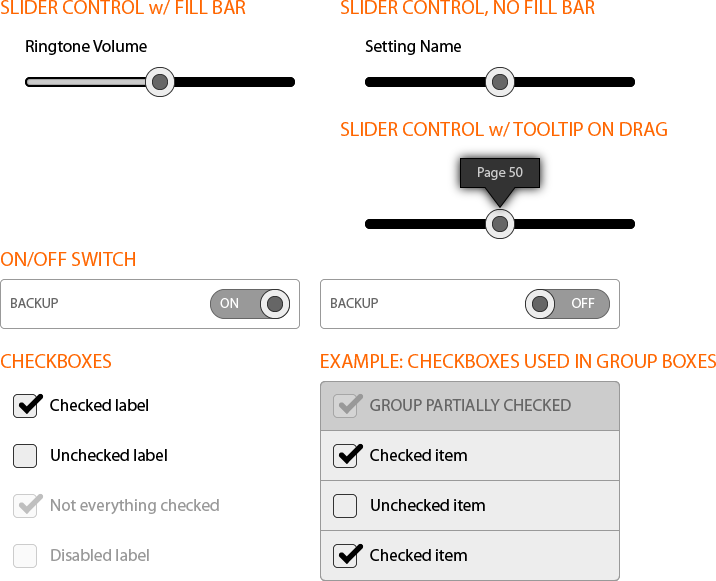 SLIDER CONTROL w/ FILL BAR
SLIDER CONTROL, NO FILL BAR
Ringtone Volume
Setting Name
SLIDER CONTROL w/ TOOLTIP ON DRAG
Page 50
ON/OFF SWITCH
BACKUP ON
BACKUP OFF
CHECKBOXES
Checked label
Unchecked label
Not everything checked
Disabled label
EXAMPLE: CHECKBOXES USED IN GROUP BOXES
GROUP PARTIALLY CHECKED
Checked item
Unchecked item
Checked item